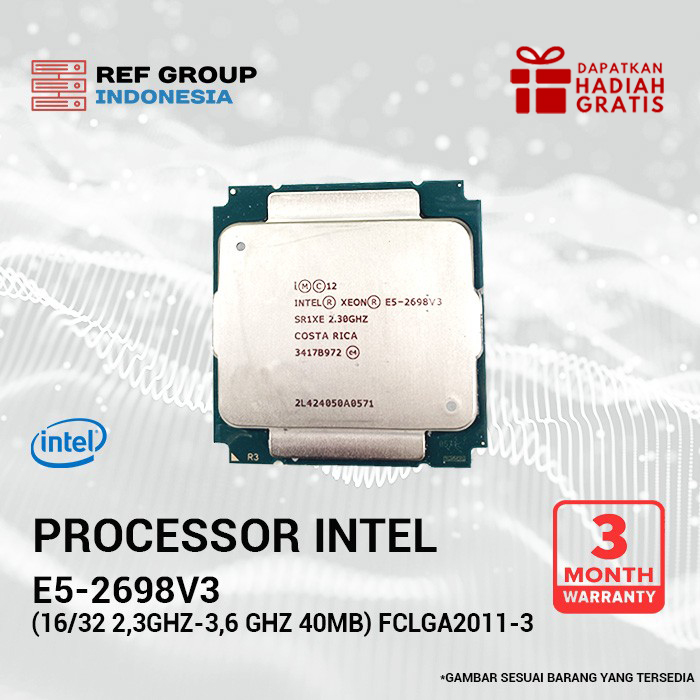 REF GROUP
INDONESIA
DAPATKAN
HADIAH
GRATIS
i Ⓜ Ⓒ 12
INTEL® XEON® E5-2698V3
SR1XE 2.30GHZ
COSTA RICA
3417B972 e4
2L424050A0571
R3
intel
PROCESSOR INTEL
E5-2698V3
(16/32 2,3GHZ-3,6 GHZ 40MB) FCLGA2011-3
3
MONTH
WARRANTY
*GAMBAR SESUAI BARANG YANG TERSEDIA